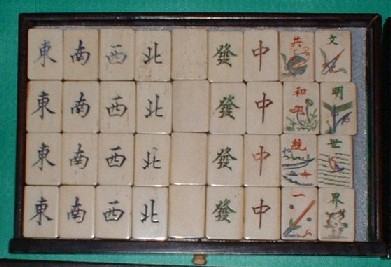 東 南 西 北 發 中 共 文
東 南 西 北 發 中 和 明
東 南 西 北 發 中 統 世
東 南 西 北 發 中 一 界